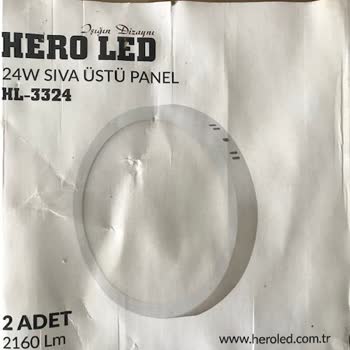 Işığın Dizaynı
HERO LED
24W SIVA ÜSTÜ PANEL
HL-3324
2 ADET
2160 Lm
www.heroled.com.tr